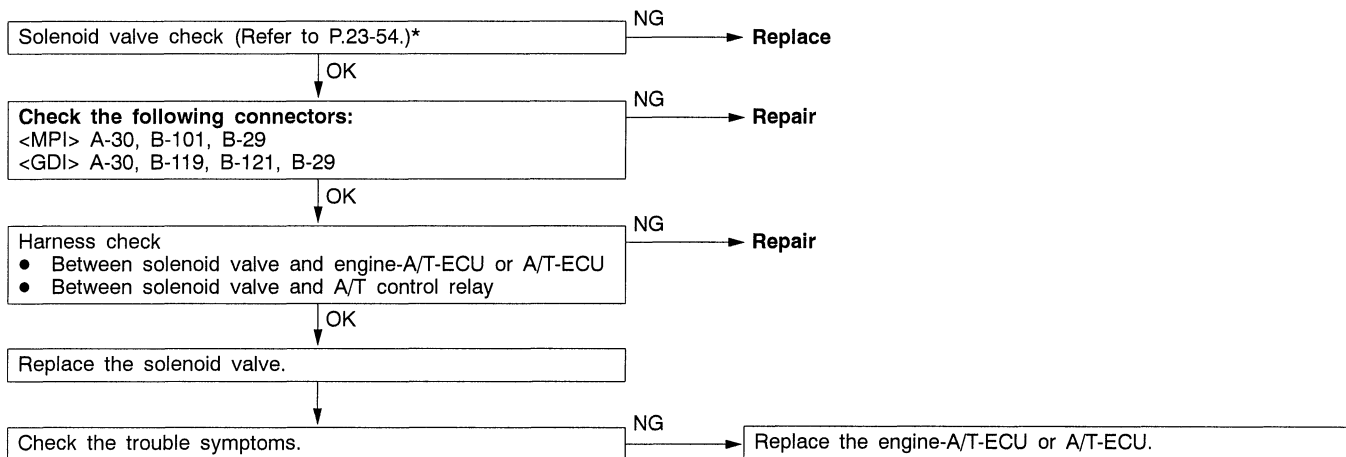 Solenoid valve check (Refer to P.23-54.)*
NG
Replace
OK
Check the following connectors:
<MPI> A-30, B-101, B-29
<GDI> A-30, B-119, B-121, B-29
NG
Repair
OK
Harness check
● Between solenoid valve and engine-A/T-ECU or A/T-ECU
● Between solenoid valve and A/T control relay
NG
Repair
OK
Replace the solenoid valve.
Check the trouble symptoms.
NG
Replace the engine-A/T-ECU or A/T-ECU.